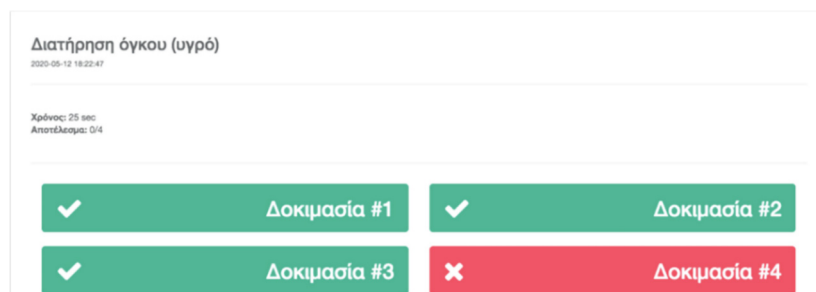 Διατήρηση όγκου (υγρό)
2020-05-12 18:22:47
Χρόνος: 25 sec
Αποτέλεσμα: 0/4
Δοκιμασία #1
Δοκιμασία #2
Δοκιμασία #3
Δοκιμασία #4